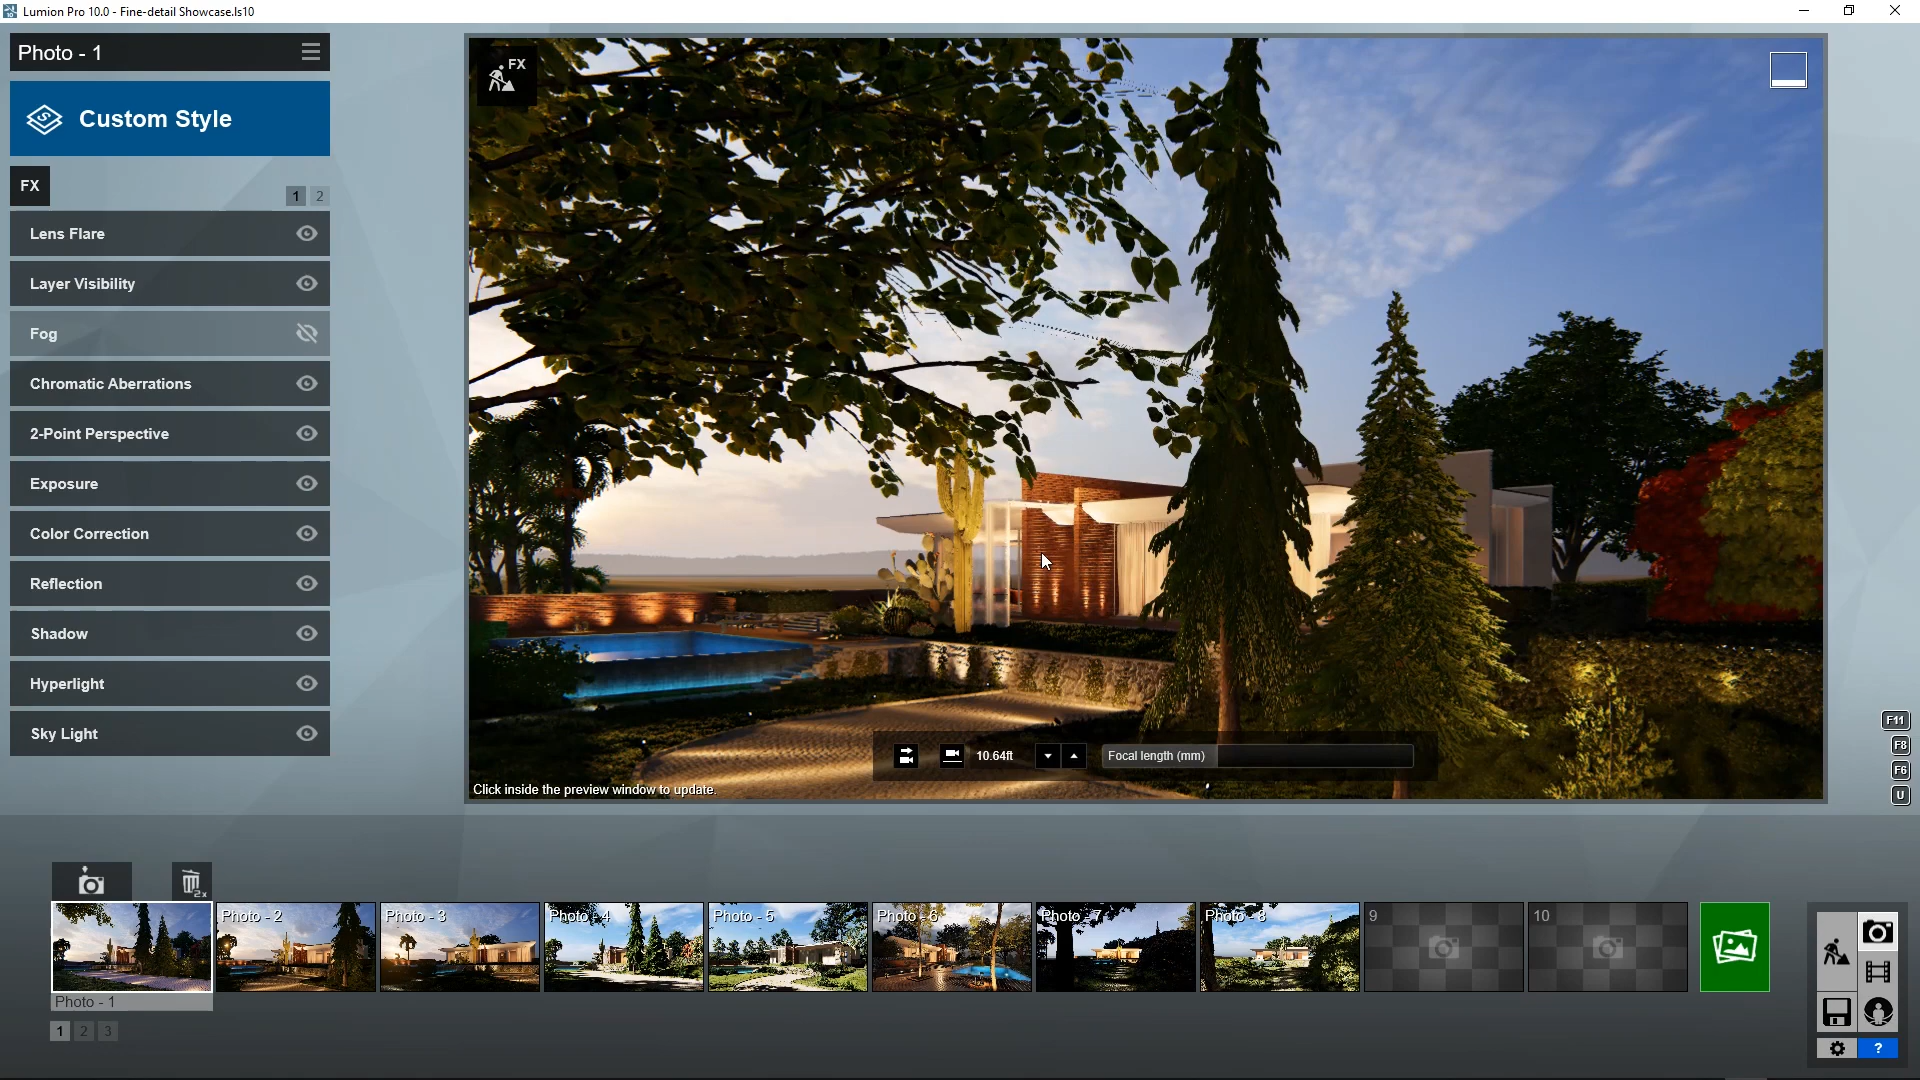 Lumion Pro 10.0 - Fine-detail Showcase.ls10
Photo - 1
Custom Style
FX
1 2
Lens Flare
Layer Visibility
Fog
Chromatic Aberrations
2-Point Perspective
Exposure
Color Correction
Reflection
Shadow
Hyperlight
Sky Light
FX
10.64ft
Focal length (mm)
Click inside the preview window to update.
F11
F8
F6
U
2x
Photo - 2
Photo - 3
Photo - 4
Photo - 5
Photo - 6
Photo - 7
Photo - 8
9
10
Photo - 1
1 2 3
?